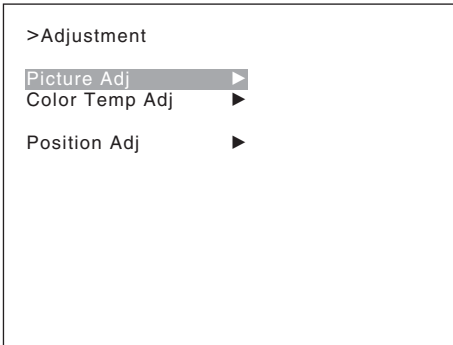 >Adjustment
Picture Adj ▶
Color Temp Adj ▶
Position Adj ▶